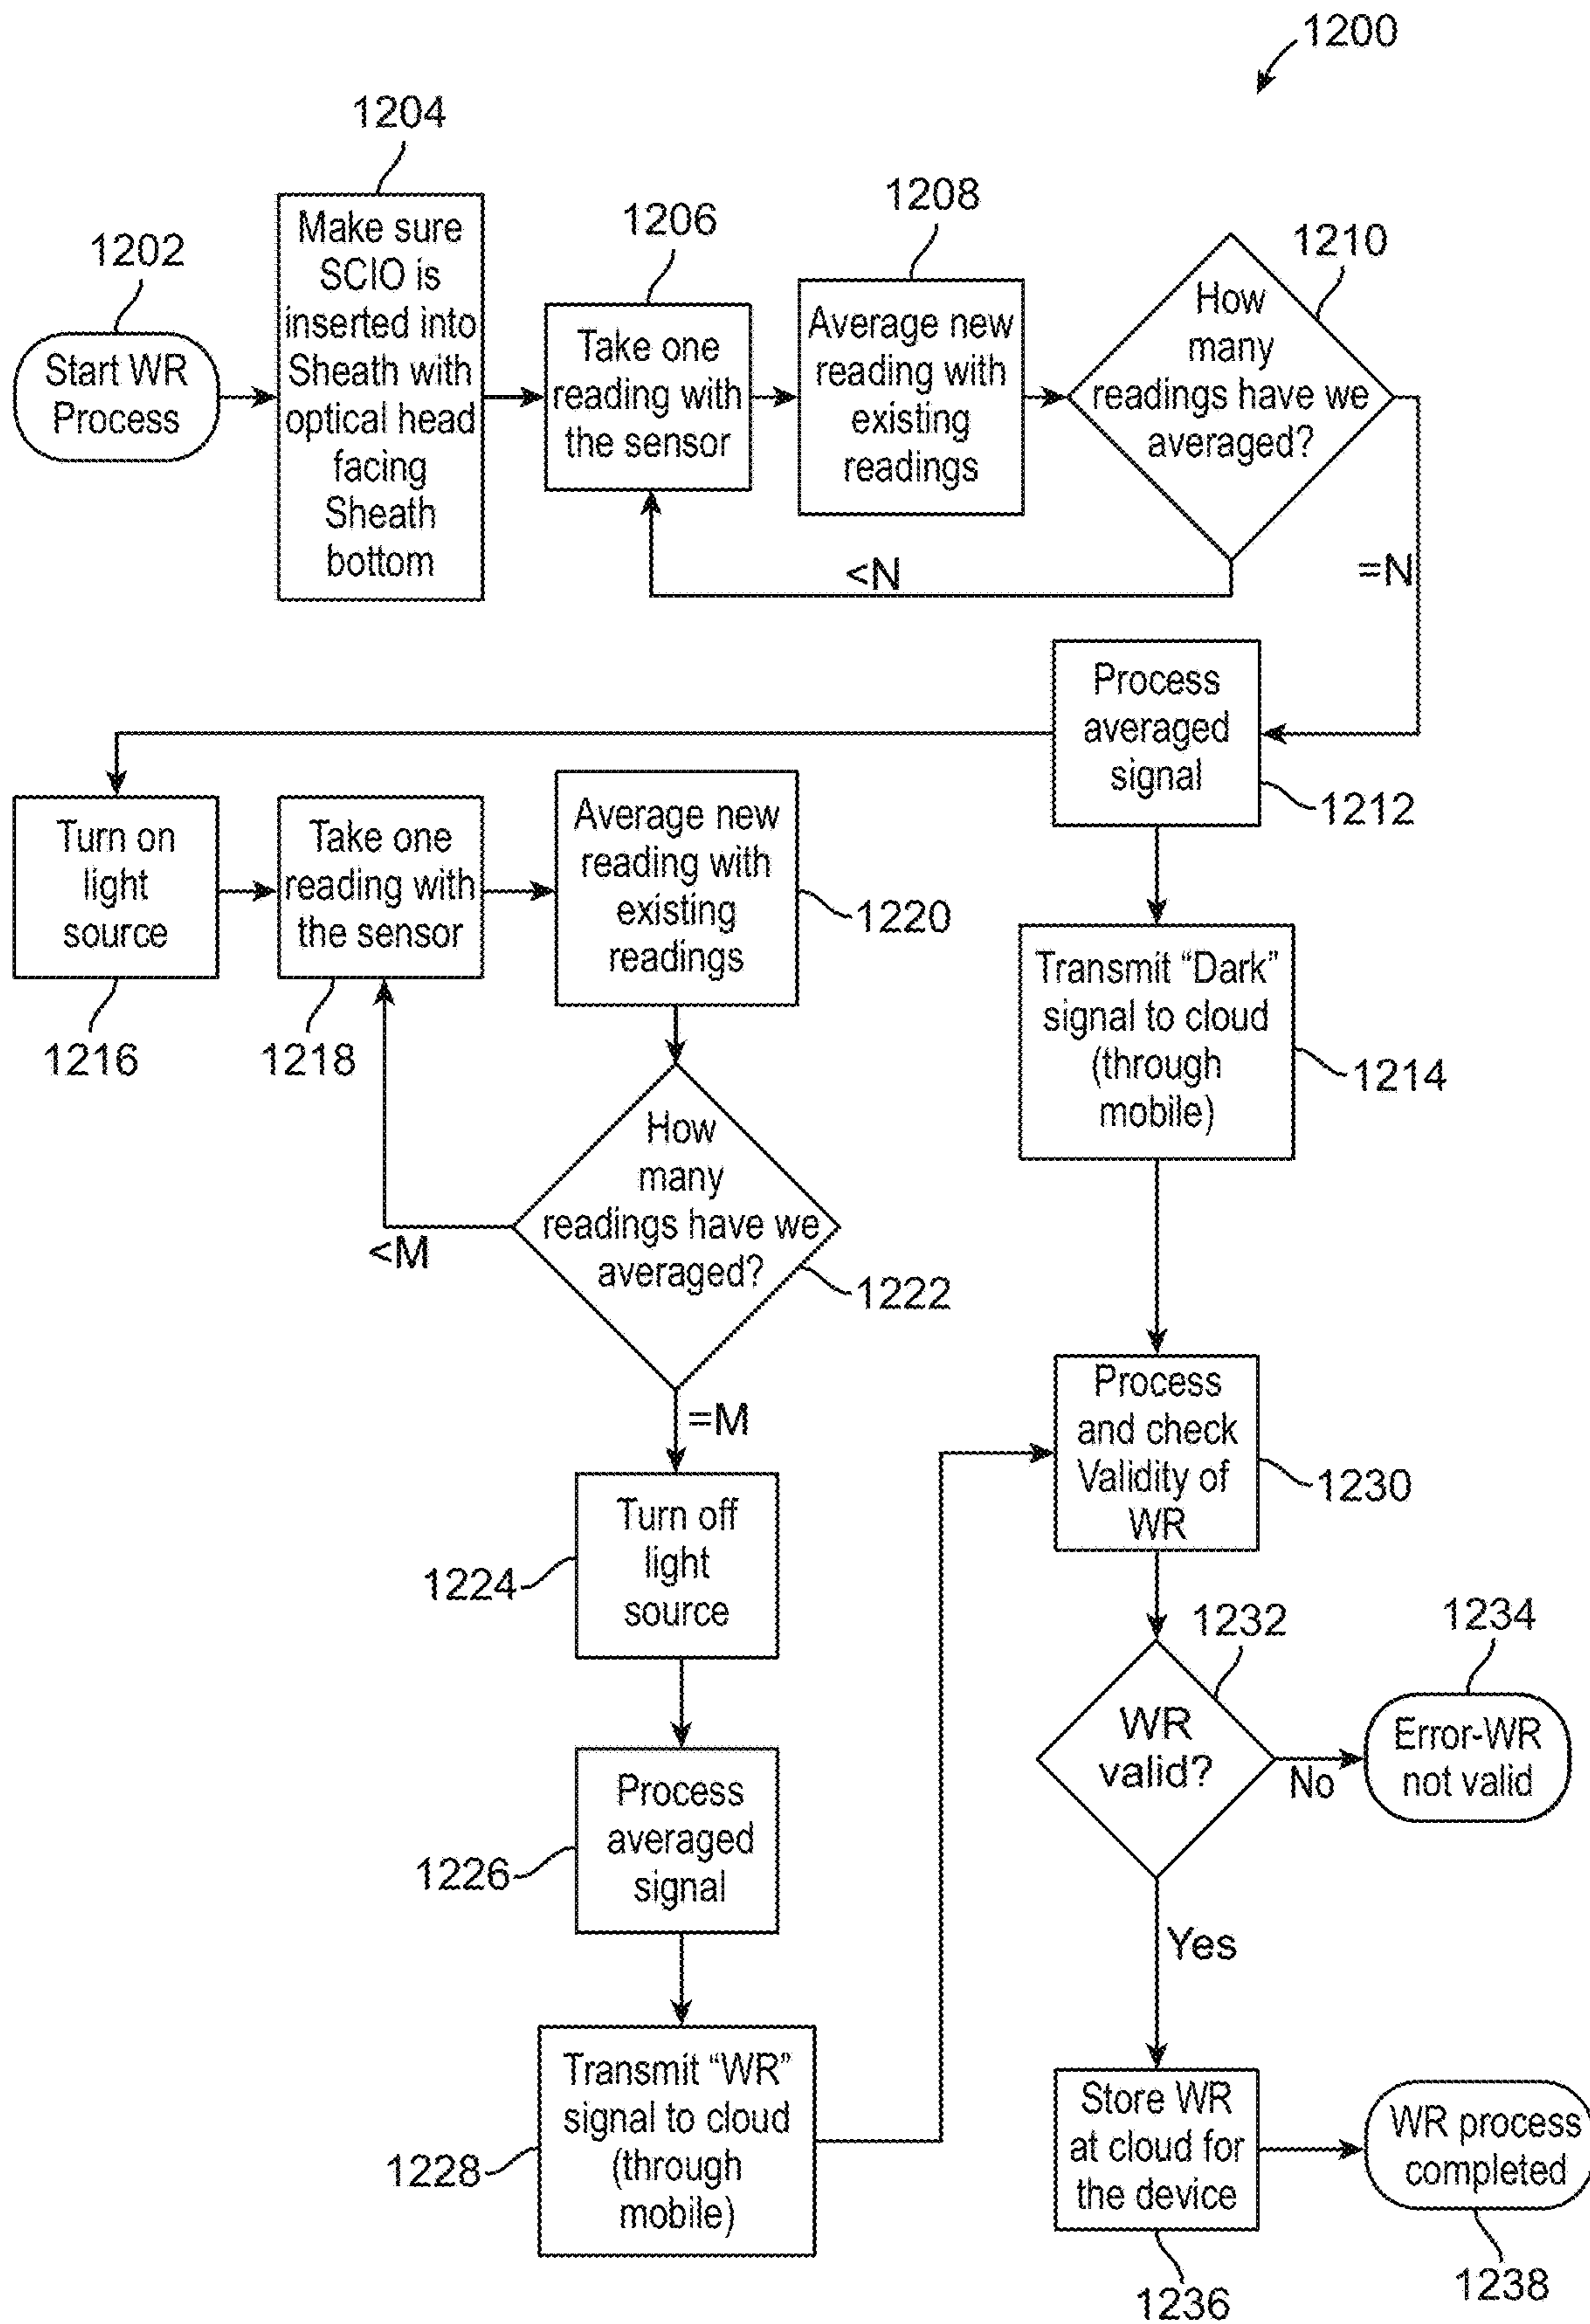 1200
1204
Make sure
SCIO is
inserted into
Sheath with
optical head
facing
Sheath
bottom
1202
Start WR
Process
1206
Take one
reading with
the sensor
1208
Average new
reading with
existing
readings
1210
How
many
readings have we
averaged?
<N
=N
Process
averaged
signal
1212
Turn on
light
source
1216
Take one
reading with
the sensor
1218
Average new
reading with
existing
readings
1220
Transmit “Dark”
signal to cloud
(through
mobile)
1214
How
many
readings have we
averaged?
1222
<M
=M
Turn off
light
source
1224
Process
averaged
signal
1226
Transmit “WR”
signal to cloud
(through
mobile)
1228
Process
and check
Validity of
WR
1230
1232
WR
valid?
No
1234
Error-WR
not valid
Yes
Store WR
at cloud for
the device
1236
WR process
completed
1238